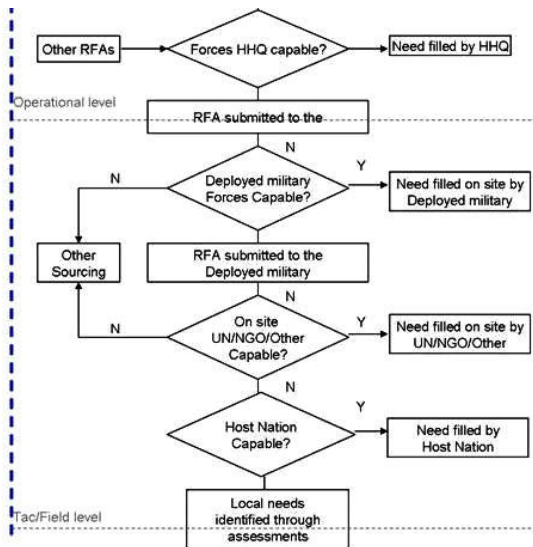 Other RFAs
Forces HHQ capable?
Need filled by HHQ
Operational level
RFA submitted to the
N
Y
N
Deployed military
Forces Capable?
Need filled on site by
Deployed military
Other
Sourcing
RFA submitted to the
Deployed military
N
Y
N
On site
UN/NGO/Other
Capable?
Need filled on site by
UN/NGO/Other
N
Y
Host Nation
Capable?
Need filled by
Host Nation
Local needs
identified through
assessments
Tac/Field level